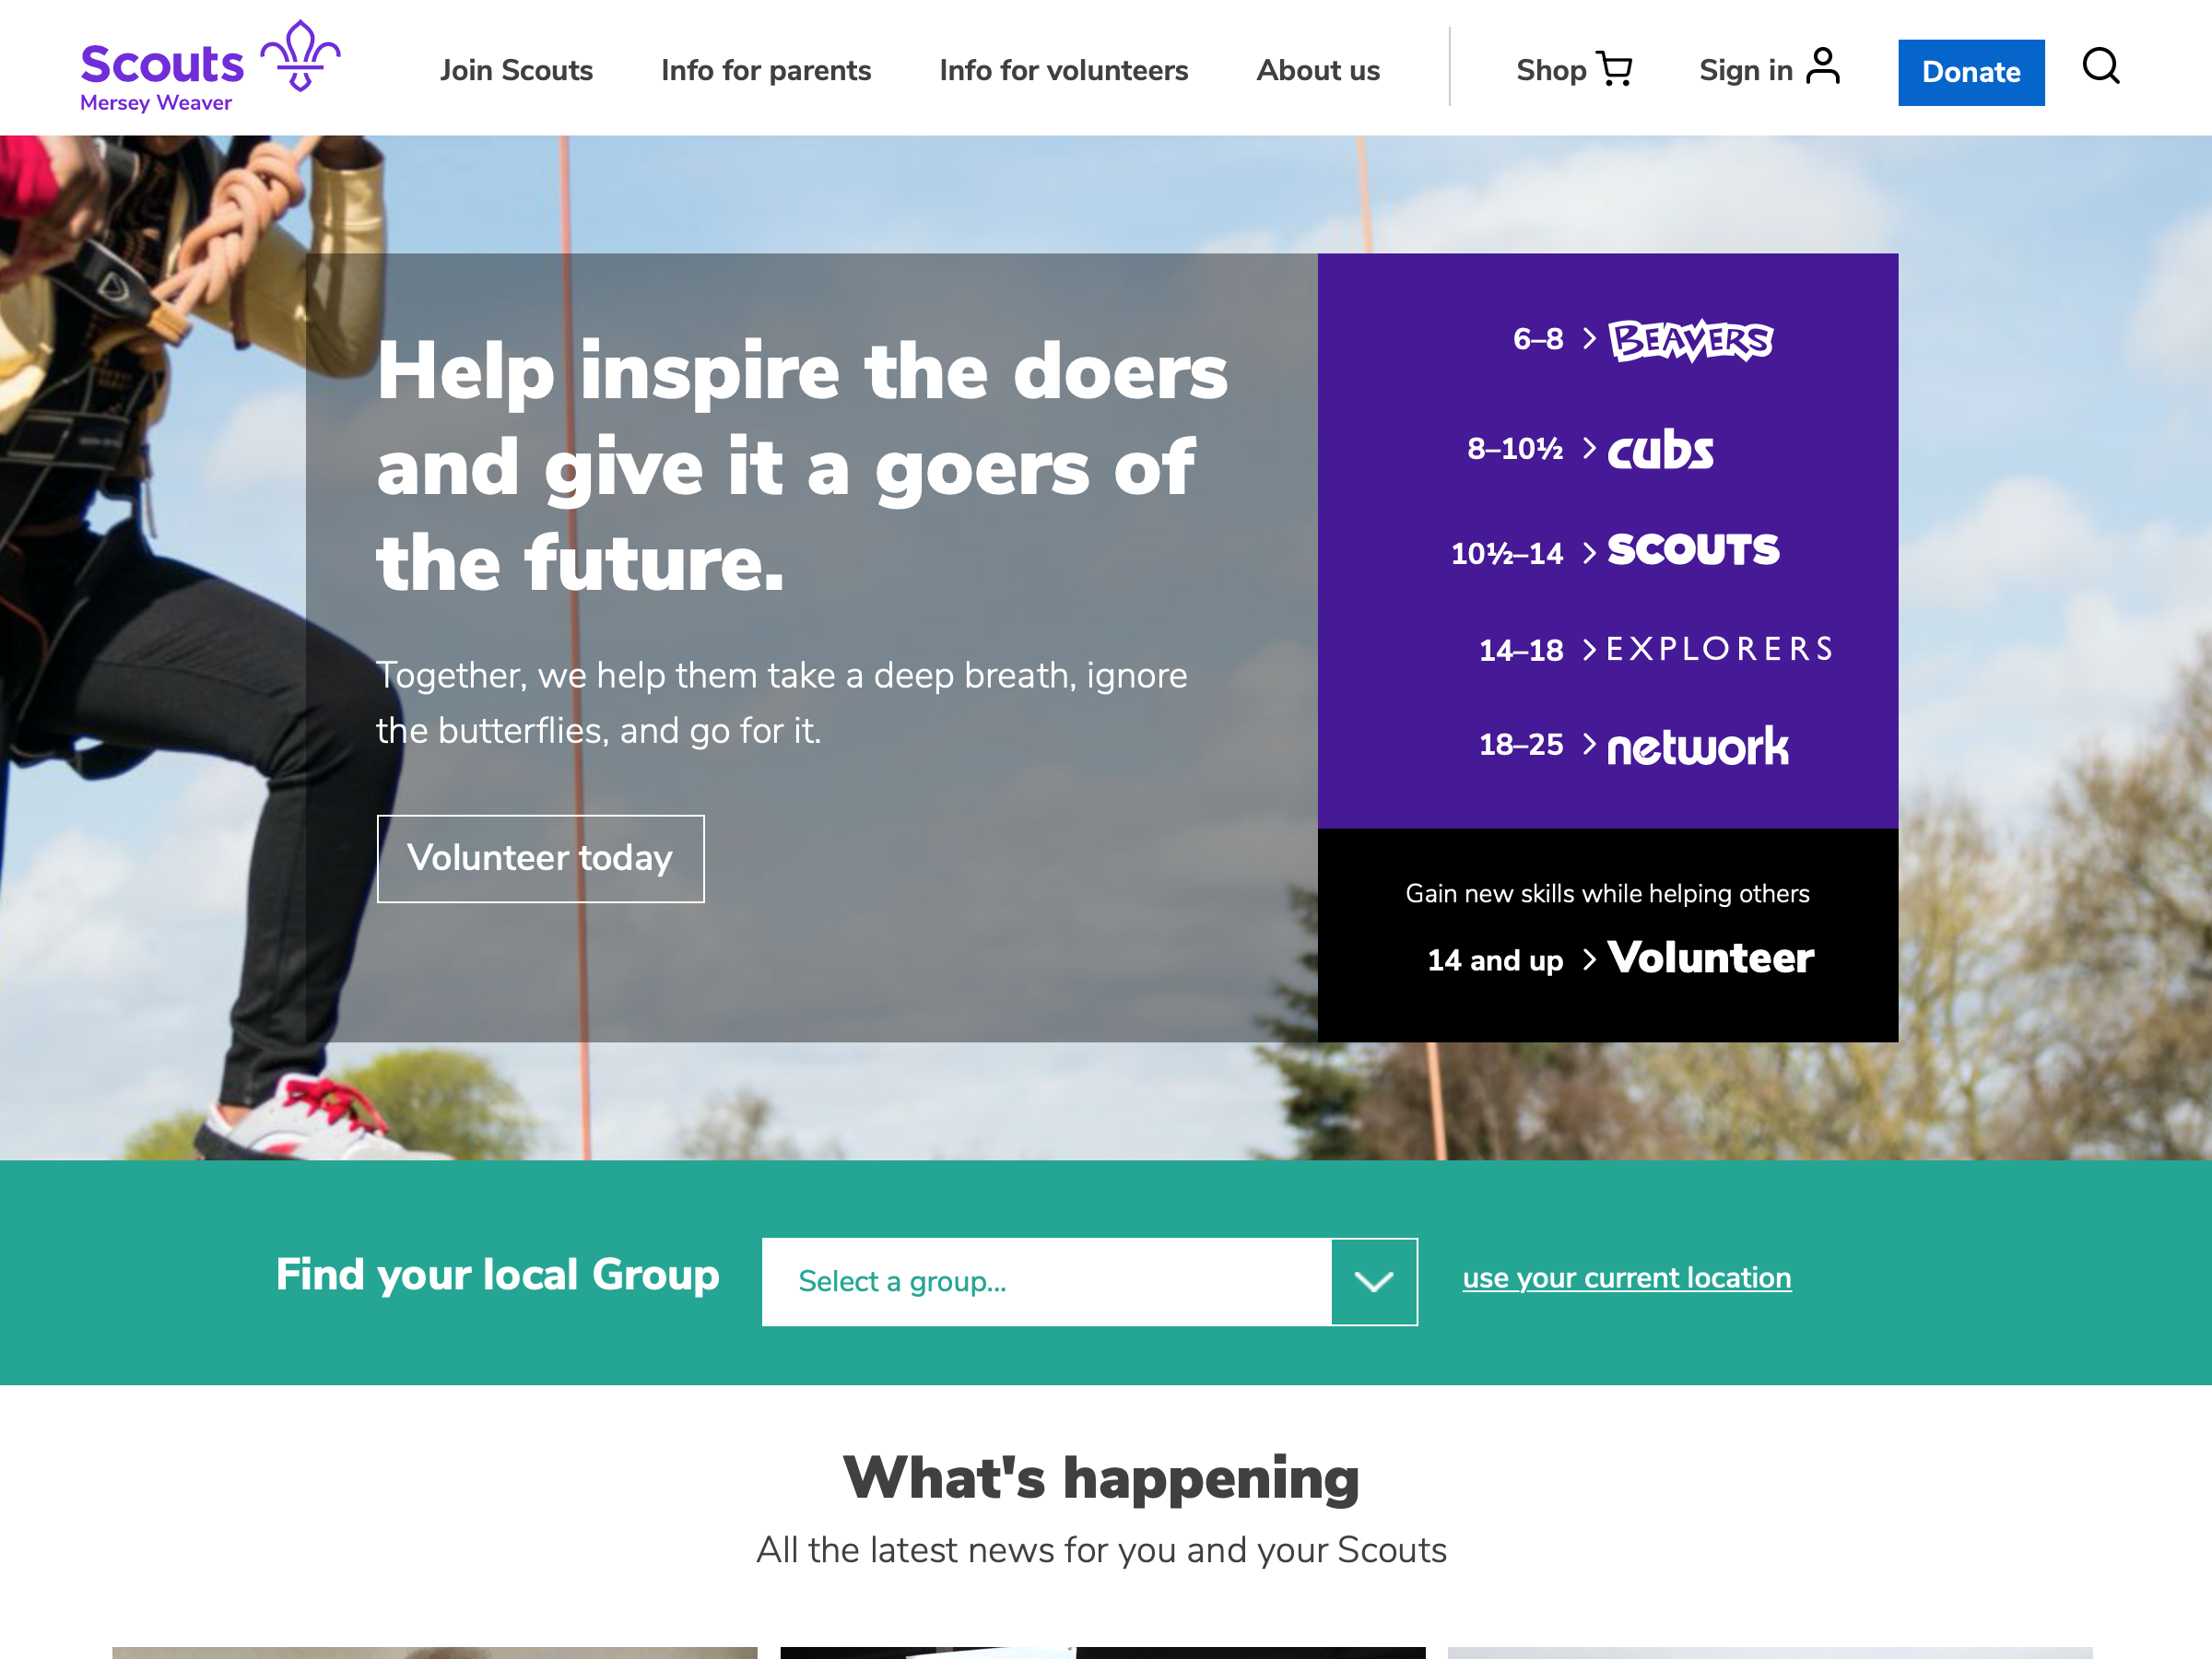 Scouts
Mersey Weaver
Join Scouts
Info for parents
Info for volunteers
About us
Shop
Sign in
Donate
Help inspire the doers
and give it a goers of
the future.
Together, we help them take a deep breath, ignore
the butterflies, and go for it.
Volunteer today
6–8 > BEAVERS
8–10½ > cubs
10½–14 > SCOUTS
14–18 > EXPLORERS
18–25 > network
Gain new skills while helping others
14 and up > Volunteer
Find your local Group
Select a group...
use your current location
What's happening
All the latest news for you and your Scouts